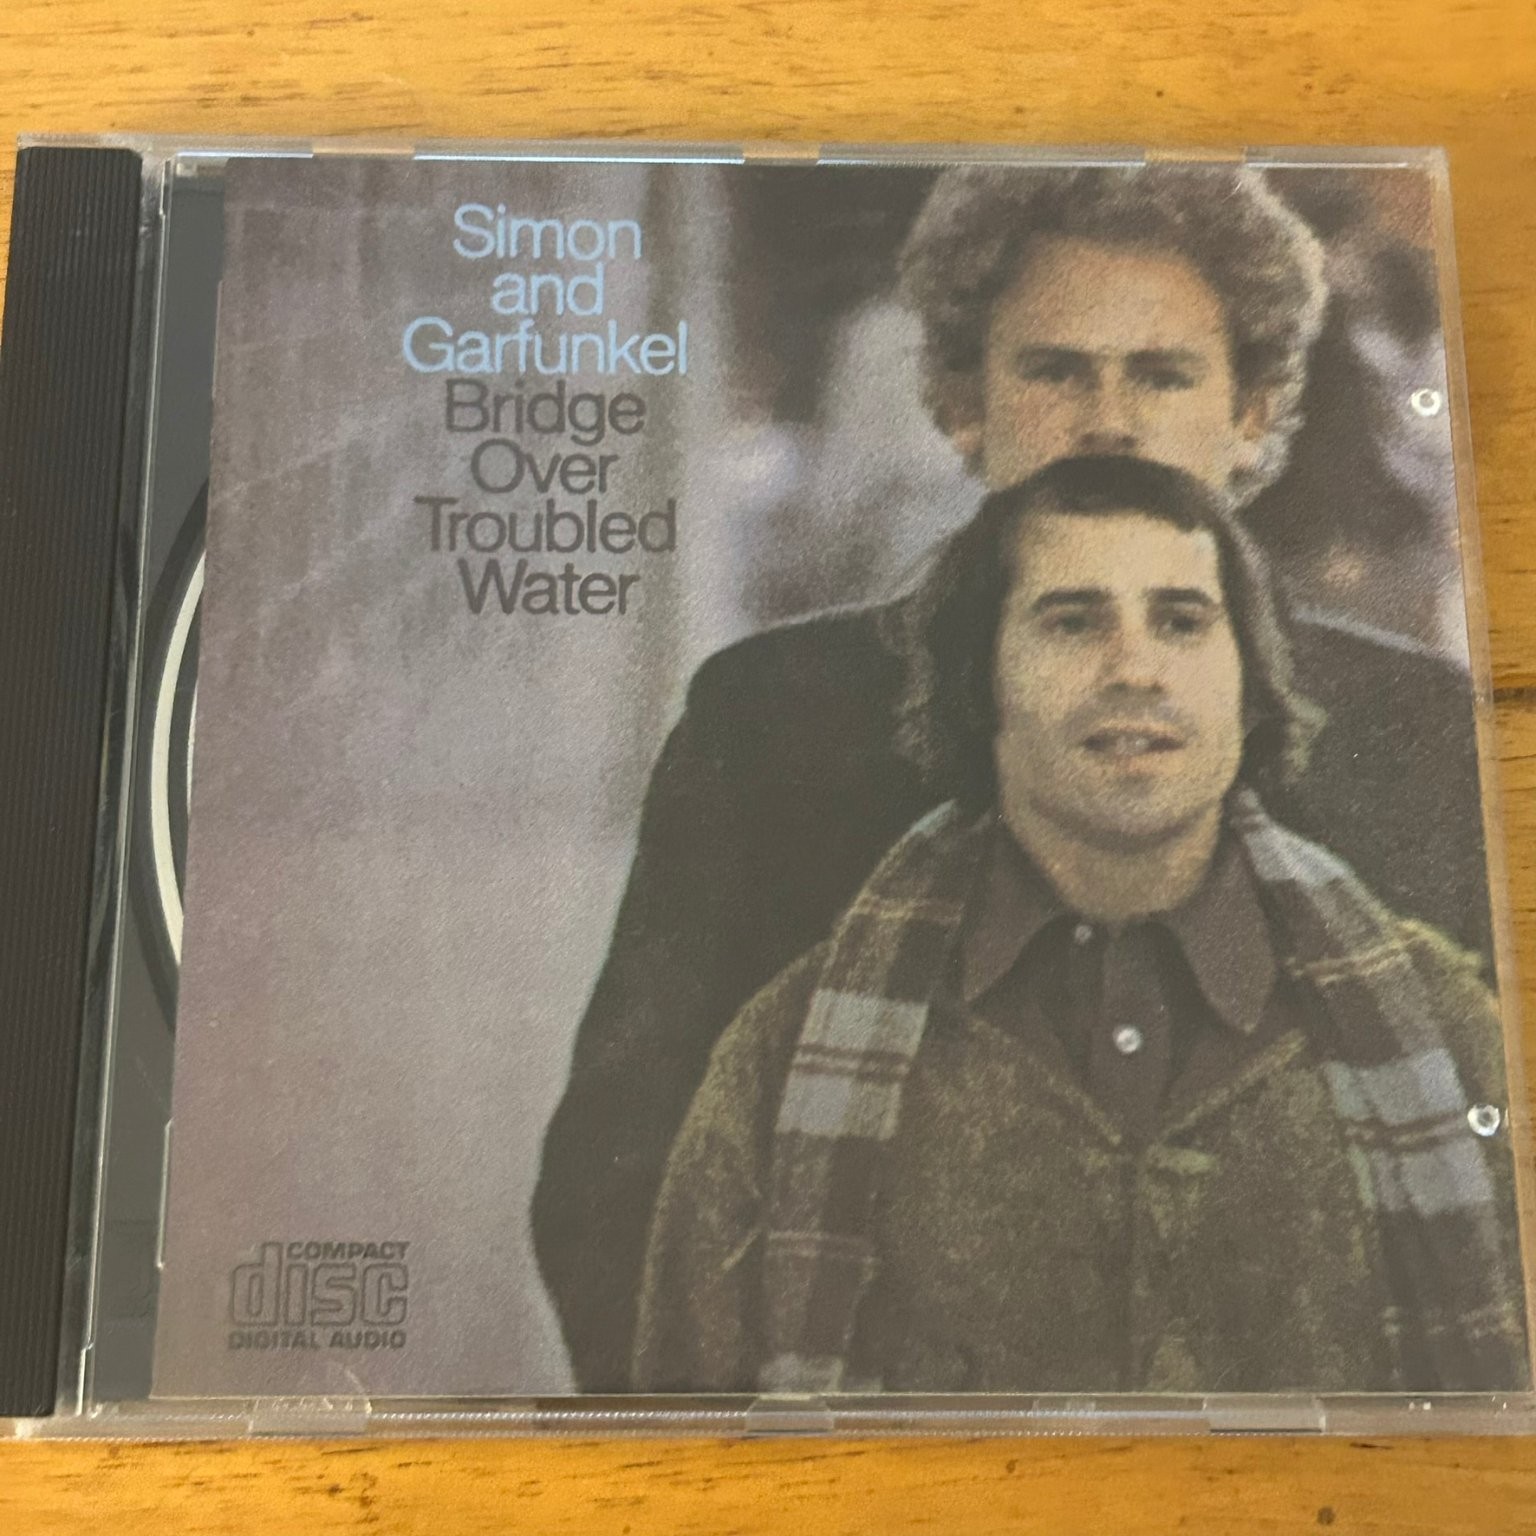 Simon
and
Garfunkel
Bridge
Over
Troubled
Water
COMPACT
disc
DIGITAL AUDIO